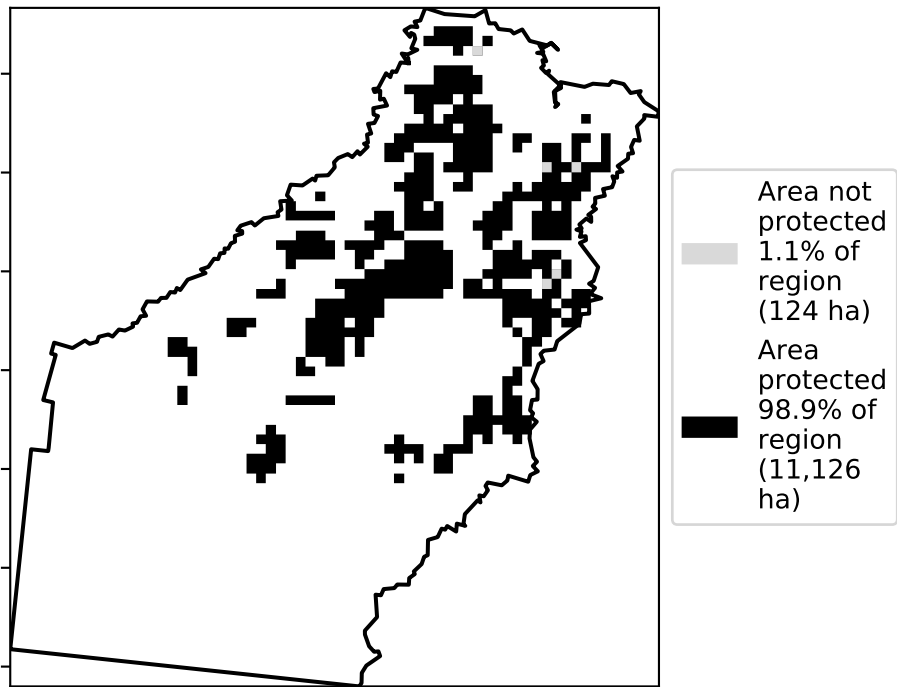 Area not
protected
1.1% of
region
(124 ha)
Area
protected
98.9% of
region
(11,126
ha)